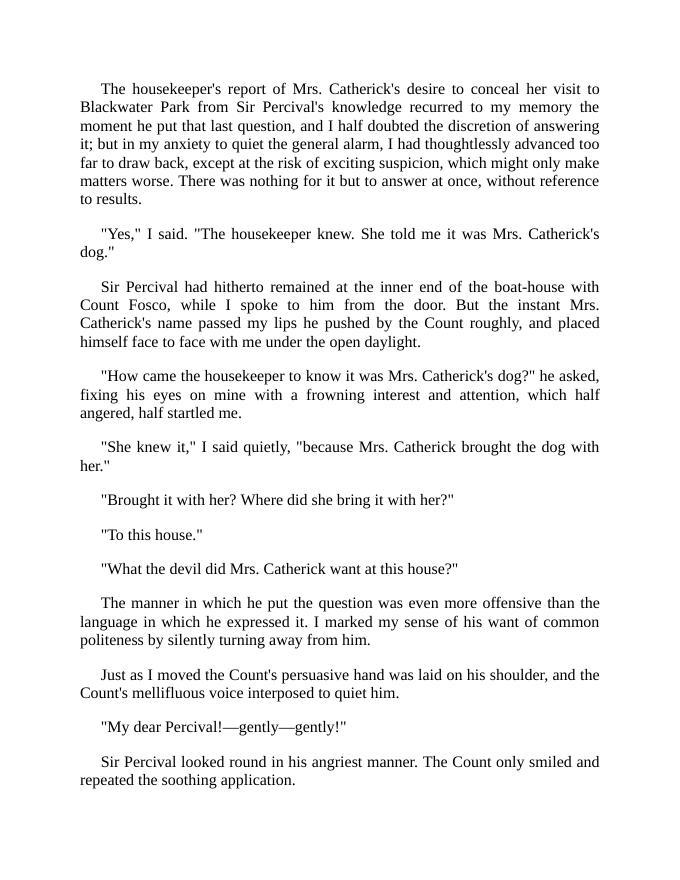 The housekeeper's report of Mrs. Catherick's desire to conceal her visit to
Blackwater Park from Sir Percival's knowledge recurred to my memory the
moment he put that last question, and I half doubted the discretion of answering
it; but in my anxiety to quiet the general alarm, I had thoughtlessly advanced too
far to draw back, except at the risk of exciting suspicion, which might only make
matters worse. There was nothing for it but to answer at once, without reference
to results.
"Yes," I said. "The housekeeper knew. She told me it was Mrs. Catherick's
dog."
Sir Percival had hitherto remained at the inner end of the boat-house with
Count Fosco, while I spoke to him from the door. But the instant Mrs.
Catherick's name passed my lips he pushed by the Count roughly, and placed
himself face to face with me under the open daylight.
"How came the housekeeper to know it was Mrs. Catherick's dog?" he asked,
fixing his eyes on mine with a frowning interest and attention, which half
angered, half startled me.
"She knew it," I said quietly, "because Mrs. Catherick brought the dog with
her."
"Brought it with her? Where did she bring it with her?"
"To this house."
"What the devil did Mrs. Catherick want at this house?"
The manner in which he put the question was even more offensive than the
language in which he expressed it. I marked my sense of his want of common
politeness by silently turning away from him.
Just as I moved the Count's persuasive hand was laid on his shoulder, and the
Count's mellifluous voice interposed to quiet him.
"My dear Percival!—gently—gently!"
Sir Percival looked round in his angriest manner. The Count only smiled and
repeated the soothing application.